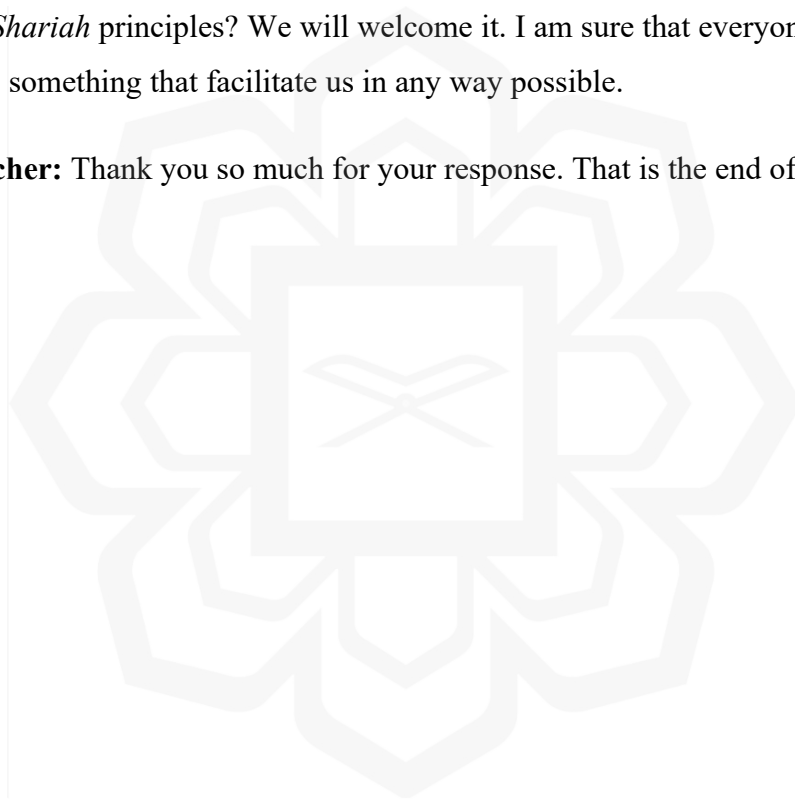 Shariah principles? We will welcome it. I am sure that everyon
something that facilitate us in any way possible.
cher: Thank you so much for your response. That is the end of